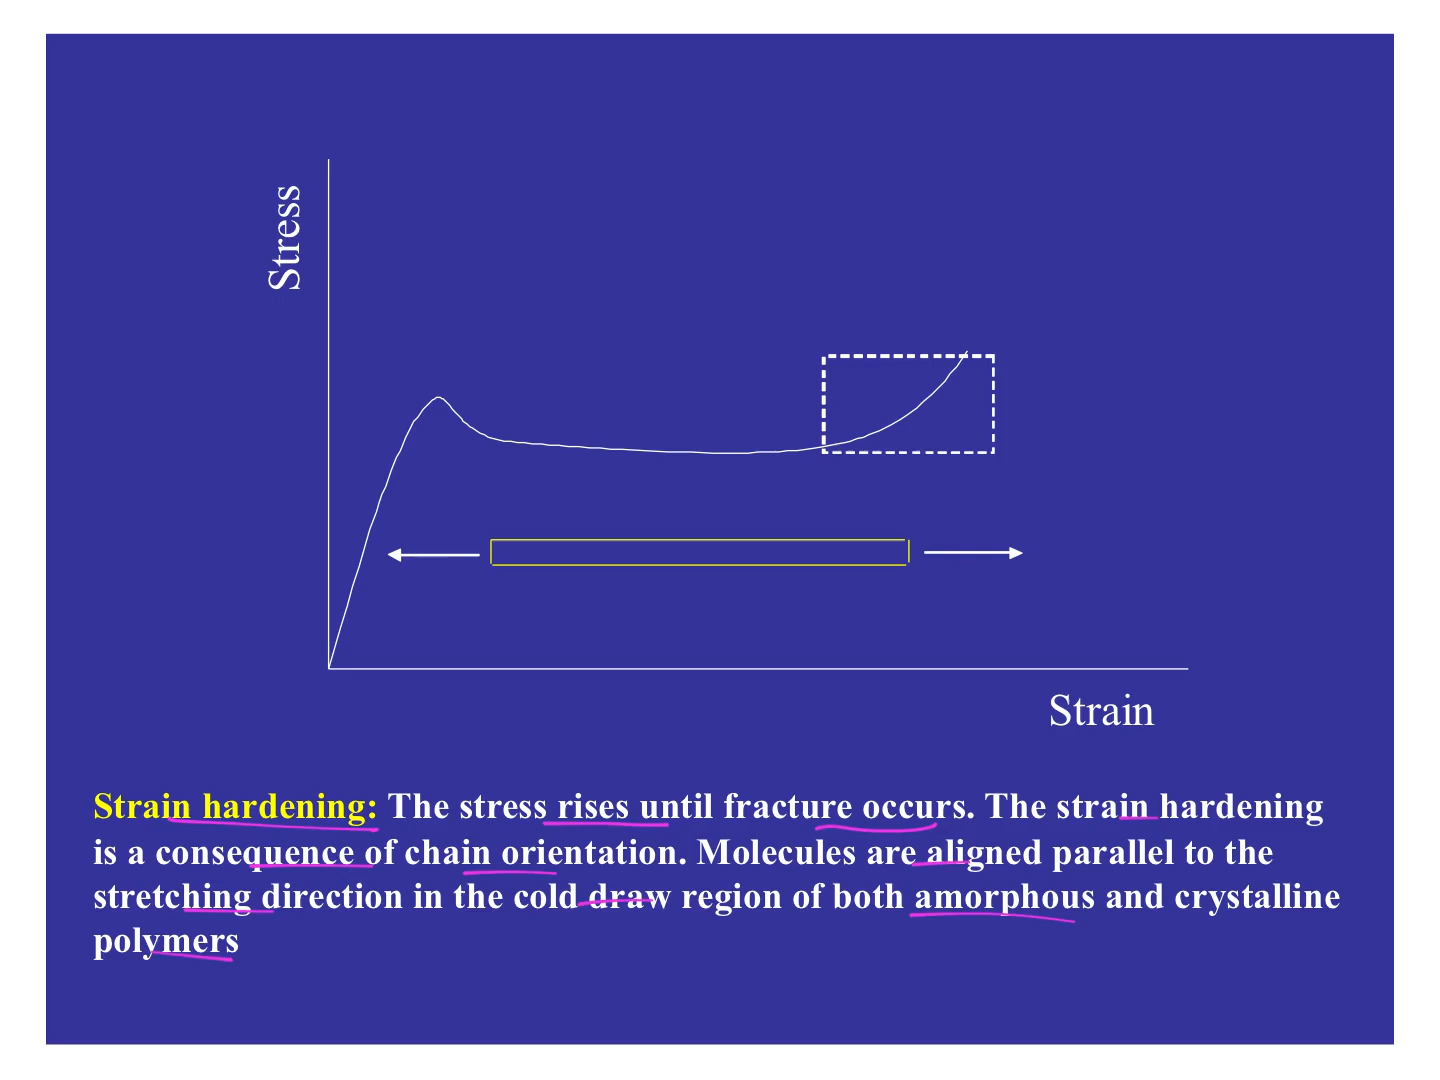 Stress
Strain
Strain hardening: The stress rises until fracture occurs. The strain hardening
is a consequence of chain orientation. Molecules are aligned parallel to the
stretching direction in the cold draw region of both amorphous and crystalline
polymers